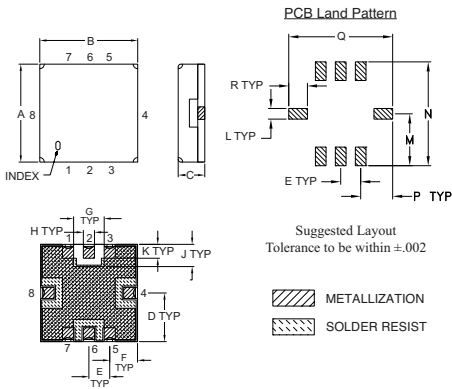 PCB Land Pattern
B
7 6 5
A
8
4
INDEX
1 2 3
C
Q
R TYP
L TYP
N
M
E TYP
P TYP
Suggested Layout
Tolerance to be within ±.002
G
TYP
H TYP
1 2 3
K TYP
J TYP
8
4
D TYP
7
6
5
F
TYP
E
TYP
METALLIZATION
SOLDER RESIST